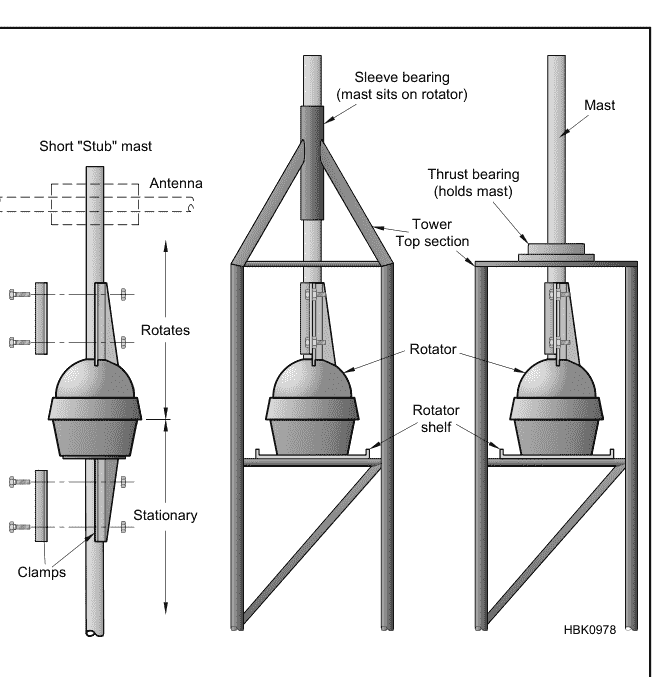 Short "Stub" mast
Antenna
Rotates
Stationary
Clamps
Sleeve bearing
(mast sits on rotator)
Mast
Thrust bearing
(holds mast)
Tower
Top section
Rotator
Rotator
shelf
HBK0978